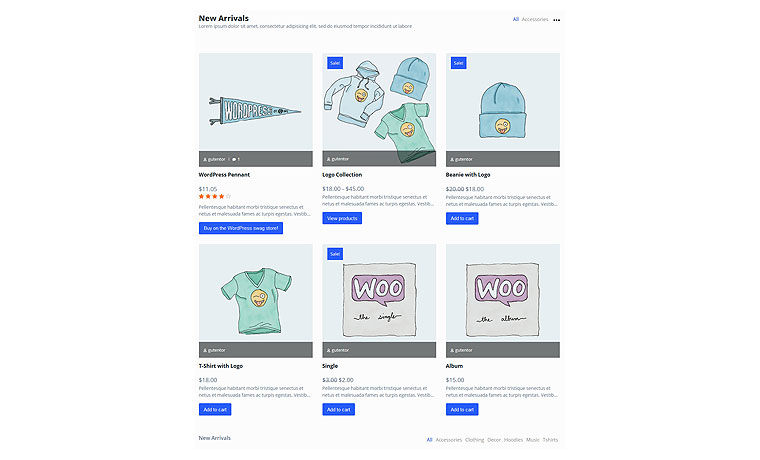 New Arrivals
All Accessories •••
Lorem ipsum dolor sit amet, consectetur adipisicing elit, sed do eiusmod tempor incididunt ut labore
WORDPRESS
gutentor | 1
WordPress Pennant
$11.05
Pellentesque habitant morbi tristique senectus et
netus et malesuada fames ac turpis egestas. Vestib...
Buy on the WordPress swag store!
Sale!
gutentor
Logo Collection
$18.00 - $45.00
Pellentesque habitant morbi tristique senectus et
netus et malesuada fames ac turpis egestas. Vestib...
View products
Sale!
gutentor
Beanie with Logo
$20.00 $18.00
Pellentesque habitant morbi tristique senectus et
netus et malesuada fames ac turpis egestas. Vestib...
Add to cart
gutentor
T-Shirt with Logo
$18.00
Pellentesque habitant morbi tristique senectus et
netus et malesuada fames ac turpis egestas. Vestib...
Add to cart
Sale!
WOO
the single
gutentor
Single
$3.00 $2.00
Pellentesque habitant morbi tristique senectus et
netus et malesuada fames ac turpis egestas. Vestib...
Add to cart
WOO
the album
gutentor
Album
$15.00
Pellentesque habitant morbi tristique senectus et
netus et malesuada fames ac turpis egestas. Vestib...
Add to cart
New Arrivals
All Accessories Clothing Decor Hoodies Music Tshirts